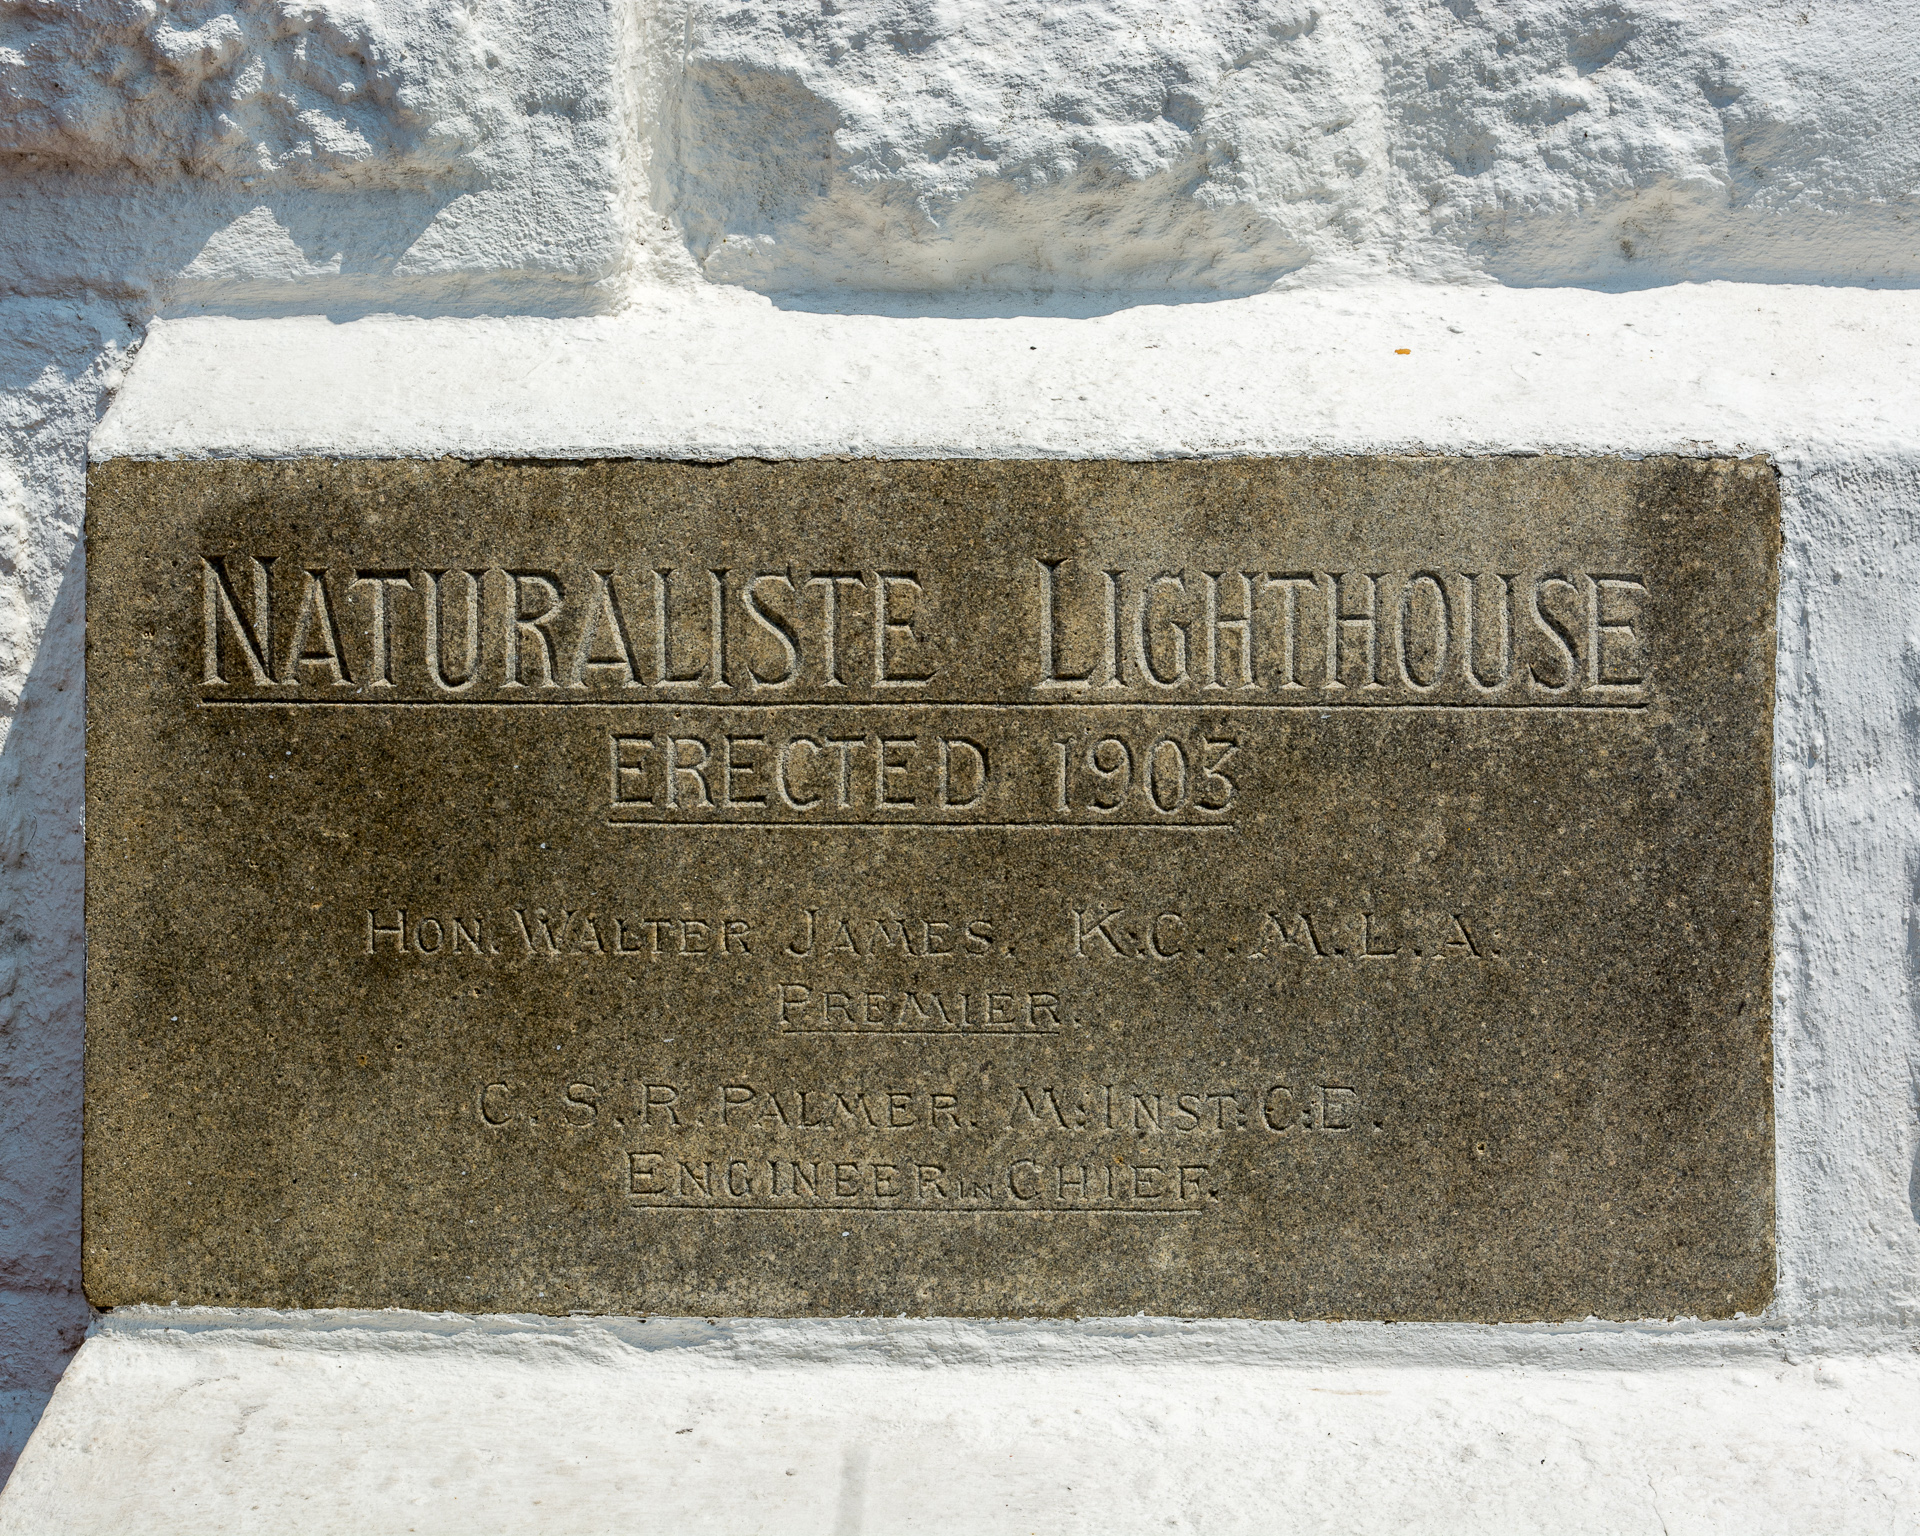 NATURALISTE LIGHTHOUSE
ERECTED 1903
HON. WALTER JAMES. K.C.. M.L.A.
PREMIER.
C. S.R. PALMER. M:INST:C:E.
ENGINEER IN CHIEF.